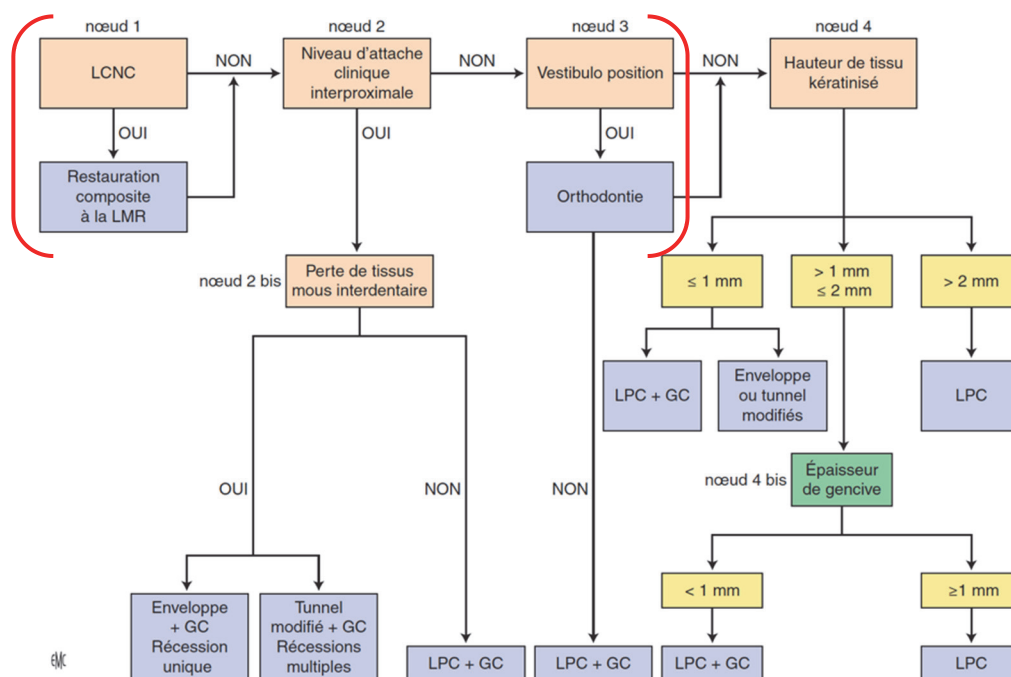 nœud 1
nœud 2
nœud 3
nœud 4
LCNC
NON
Niveau d'attache
clinique
interproximale
NON
Vestibulo position
NON
Hauteur de tissu
kératinisé
OUI
OUI
OUI
Restauration
composite
à la LMR
Orthodontie
nœud 2 bis
Perte de tissus
mous interdentaire
≤ 1 mm
> 1 mm
≤ 2 mm
> 2 mm
LPC + GC
Enveloppe
ou tunnel
modifiés
LPC
nœud 4 bis
Épaisseur
de gencive
OUI
NON
NON
< 1 mm
≥1 mm
Enveloppe
+ GC
Récession
unique
Tunnel
modifié + GC
Récessions
multiples
LPC + GC
LPC + GC
LPC + GC
LPC
EMC